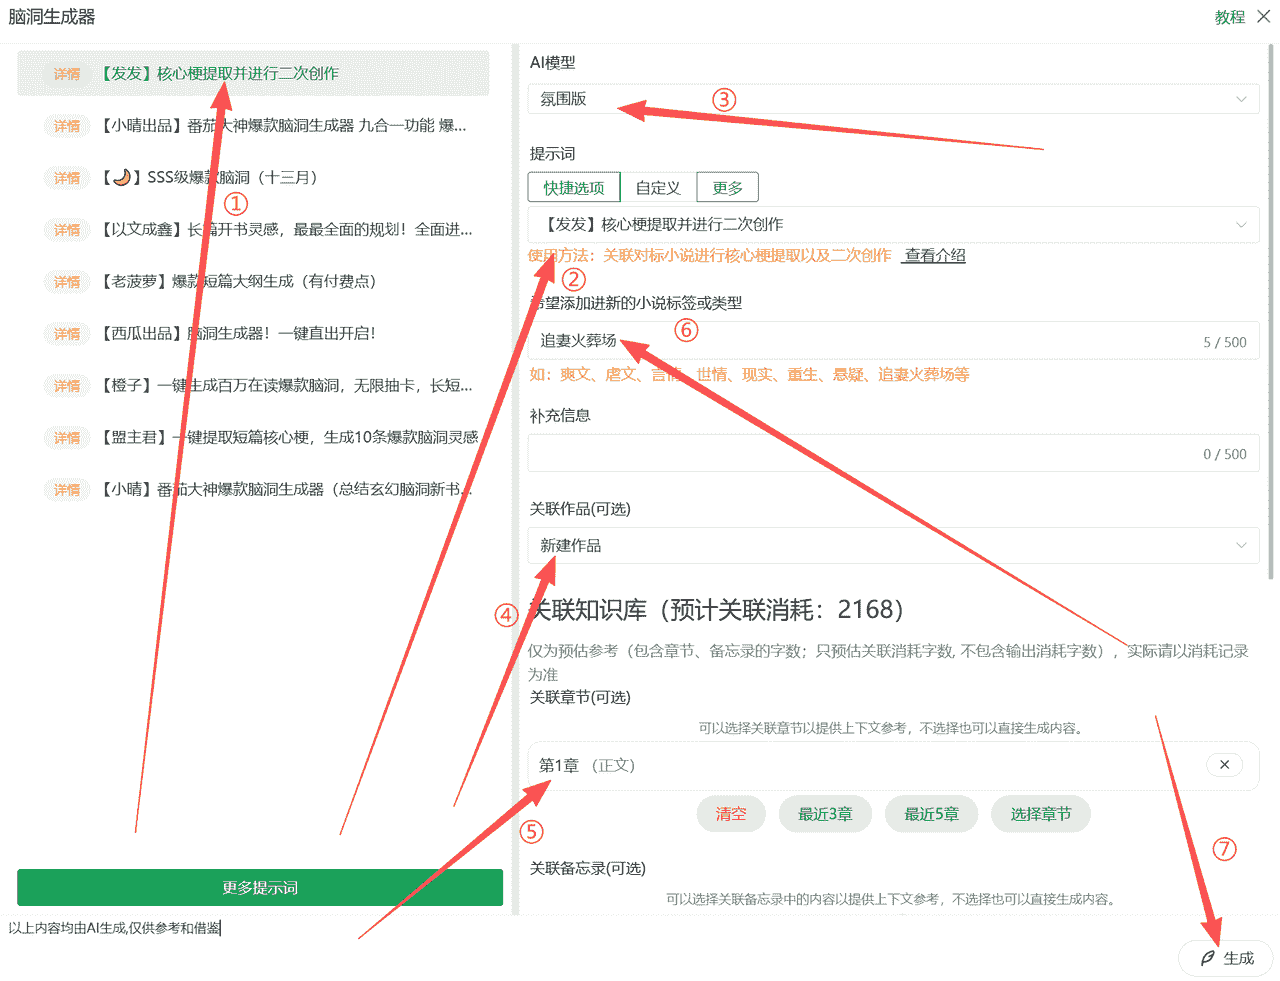 脑洞生成器
教程
详情 【发发】核心梗提取并进行二次创作
详情 【小晴出品】番茄大神爆款脑洞生成器 九合一功能 爆...
详情 【🌙】SSS级爆款脑洞（十三月）
①
详情 【以文成鑫】长篇开书灵感，最最全面的规划！全面进...
详情 【老菠萝】爆款短篇大纲生成（有付费点）
详情 【西瓜出品】脑洞生成器！一键直出开启！
详情 【橙子】一键生成百万在读爆款脑洞，无限抽卡，长短...
详情 【盟主君】一键提取短篇核心梗，生成10条爆款脑洞灵感
详情 【小晴】番茄大神爆款脑洞生成器（总结玄幻脑洞新书...
更多提示词
以上内容均由AI生成,仅供参考和借鉴
AI模型
氛围版
③
提示词
快捷选项 自定义 更多
【发发】核心梗提取并进行二次创作
使用方法：关联对标小说进行核心梗提取以及二次创作 查看介绍
②
希望添加进新的小说标签或类型
⑥
追妻火葬场
5 / 500
如：爽文、虐文、言情、世情、现实、重生、悬疑、追妻火葬场等
补充信息
0 / 500
关联作品(可选)
新建作品
④
关联知识库（预计关联消耗：2168）
仅为预估参考（包含章节、备忘录的字数；只预估关联消耗字数, 不包含输出消耗字数），实际请以消耗记录
为准
关联章节(可选)
可以选择关联章节以提供上下文参考，不选择也可以直接生成内容。
第1章 （正文）
清空 最近3章 最近5章 选择章节
⑤
⑦
关联备忘录(可选)
可以选择关联备忘录中的内容以提供上下文参考，不选择也可以直接生成内容。
生成